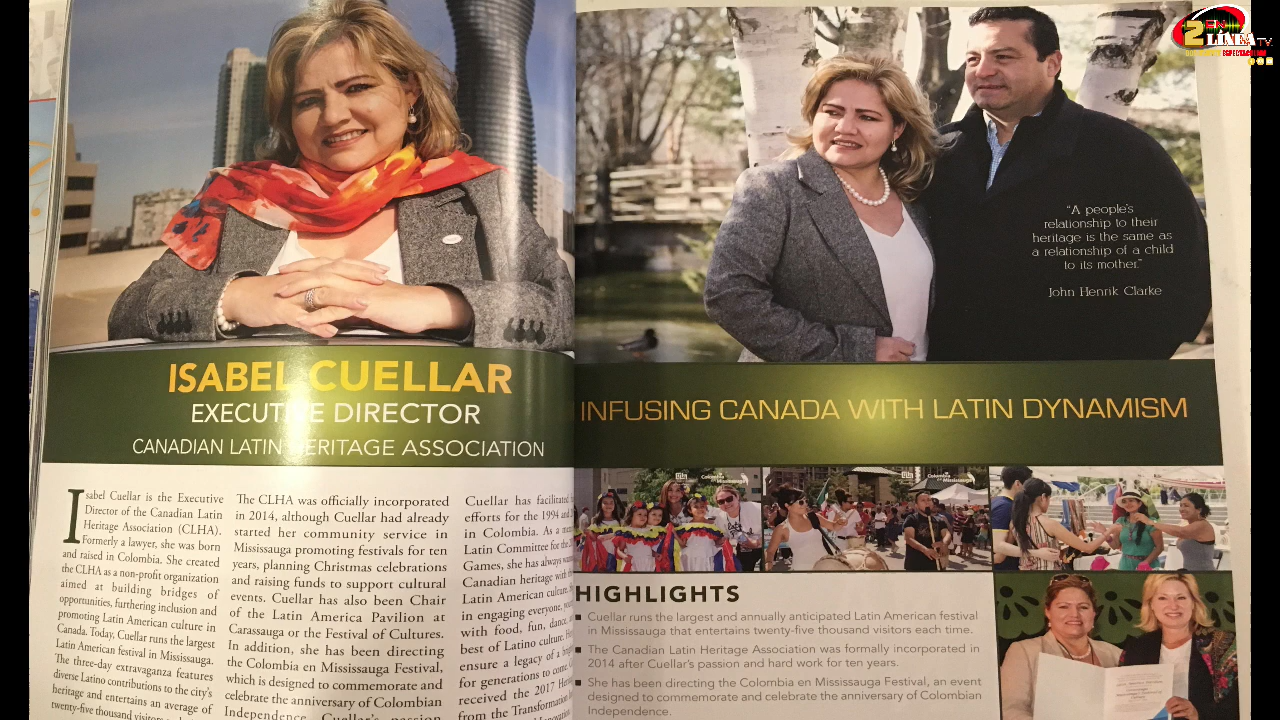 2 EN
LINEA TV.
ISABEL CUELLAR
EXECUTIVE DIRECTOR
CANADIAN LATIN HERITAGE ASSOCIATION
Isabel Cuellar is the Executive
Director of the Canadian Latin
Heritage Association (CLHA).
Formerly a lawyer, she was born
and raised in Colombia. She created
the CLHA as a non-profit organization
aimed at building bridges of
opportunities, furthering inclusion and
promoting Latin American culture in
Canada. Today, Cuellar runs the largest
Latin American festival in Mississauga.
The three-day extravaganza features
diverse Latino contributions to the city's
heritage and entertains an average of
twenty-five thousand visitors
The CLHA was officially incorporated
in 2014, although Cuellar had already
started her community service in
Mississauga promoting festivals for ten
years, planning Christmas celebrations
and raising funds to support cultural
events. Cuellar has also been Chair
of the Latin America Pavilion at
Carassauga or the Festival of Cultures.
In addition, she has been directing
the Colombia en Mississauga Festival,
which is designed to commemorate and
celebrate the anniversary of Colombian
Independence. Cuellar's passion
Cuellar has facilitated
efforts for the 1994 and
in Colombia. As a
Latin Committee for the
Games, she has always
Canadian heritage with
Latin American culture.
in engaging everyone,
with food, fun, dance,
best of Latino culture.
ensure a legacy of a
for generations to come.
received the 2017
from the
"A people's
relationship to their
heritage is the same as
a relationship of a child
to its mother."
John Henrik Clarke
INFUSING CANADA WITH LATIN DYNAMISM
HIGHLIGHTS
▪ Cuellar runs the largest and annually anticipated Latin American festival
in Mississauga that entertains twenty-five thousand visitors each time.
▪ The Canadian Latin Heritage Association was formally incorporated in
2014 after Cuellar's passion and hard work for ten years.
▪ She has been directing the Colombia en Mississauga Festival, an event
designed to commemorate and celebrate the anniversary of Colombian
Independence.